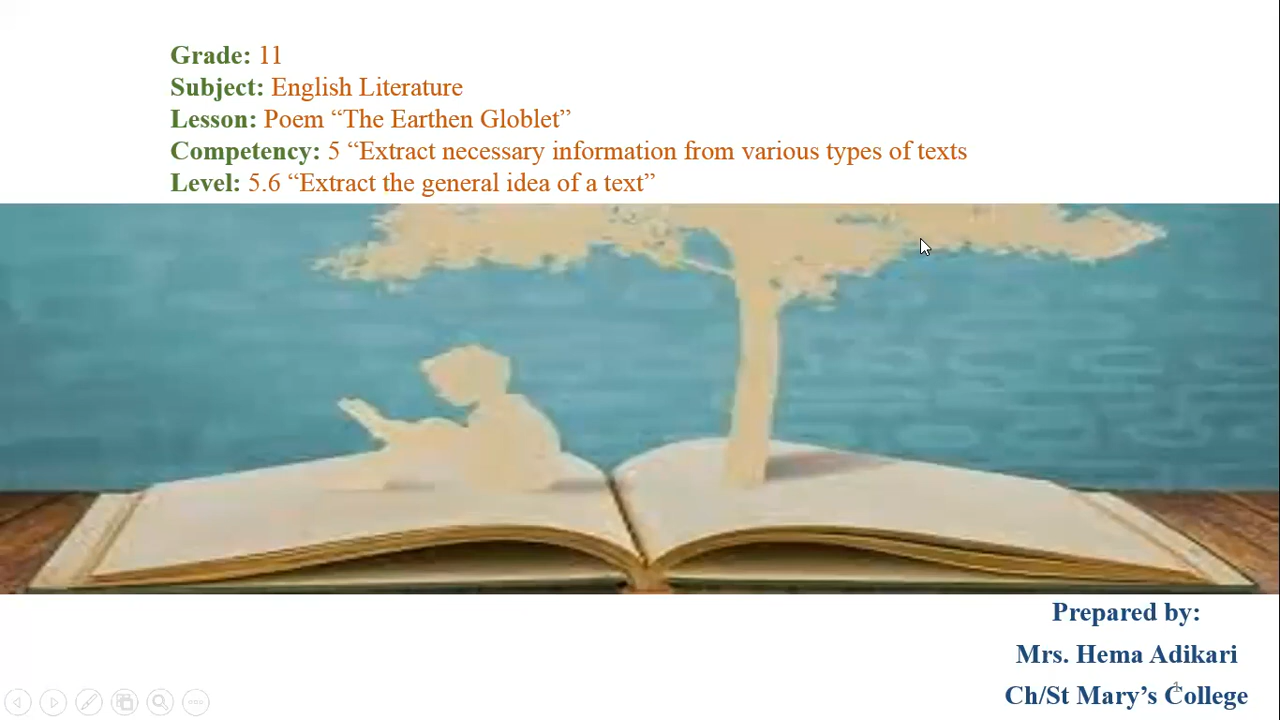 Grade: 11
Subject: English Literature
Lesson: Poem “The Earthen Globlet”
Competency: 5 “Extract necessary information from various types of texts
Level: 5.6 “Extract the general idea of a text”
Prepared by:
Mrs. Hema Adikari
Ch/St Mary’s College
1